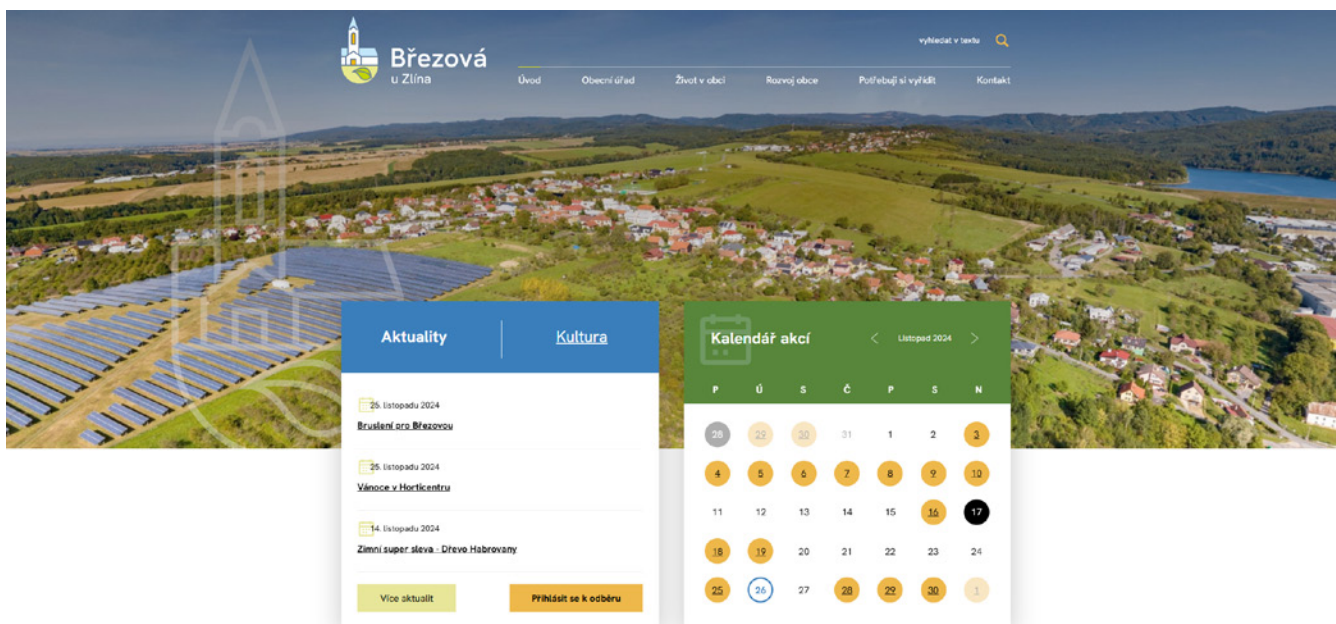 Březová
u Zlína
vyhledat v textu
Úvod Obecní úřad Život v obci Rozvoj obce Potřebuji si vyřídit Kontakt
Aktuality Kultura
25. listopadu 2024
Bruslení pro Březovou
25. listopadu 2024
Vánoce v Horticentru
14. listopadu 2024
Zimní super sleva - Dřevo Habrovany
Více aktualit Přihlásit se k odběru
Kalendář akcí < Listopad 2024 >
P Ú S Č P S N
28 29 30 31 1 2 3
4 5 6 7 8 9 10
11 12 13 14 15 16 17
18 19 20 21 22 23 24
25 26 27 28 29 30 1